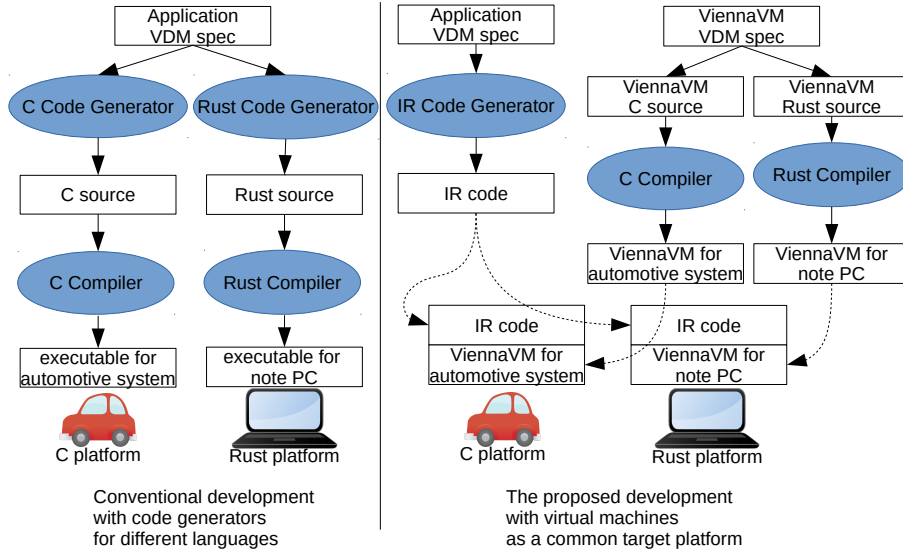 Application
VDM spec
C Code Generator
Rust Code Generator
C source
Rust source
C Compiler
Rust Compiler
executable for
automotive system
executable for
note PC
C platform
Rust platform
Conventional development
with code generators
for different languages
Application
VDM spec
IR Code Generator
IR code
ViennaVM
VDM spec
ViennaVM
C source
ViennaVM
Rust source
C Compiler
Rust Compiler
ViennaVM for
automotive system
ViennaVM for
note PC
IR code
ViennaVM for
automotive system
IR code
ViennaVM for
note PC
C platform
Rust platform
The proposed development
with virtual machines
as a common target platform